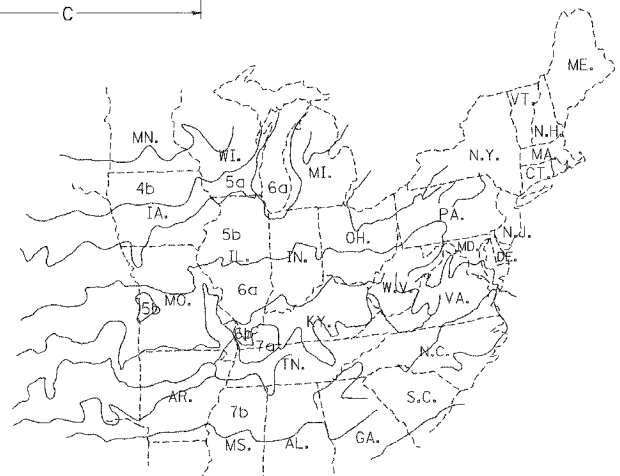 C
ME.
VT.
MN.
N.H.
WI.
N.Y.
MA.
MI.
CT.
4b
5a
6a
IA.
PA.
5b
OH.
N.J.
IL.
IN.
MD.
DE.
6a
W.V.
MO.
VA.
5b
KY.
6b
7a
N.C.
TN.
AR.
S.C.
7b
MS.
AL.
GA.